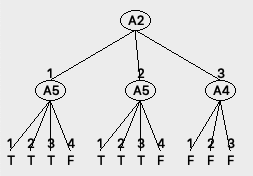 A2
1 2 3
A5 A5 A4
1 2 3 4 1 2 3 4 1 2 3
T T T F T T T F F F F